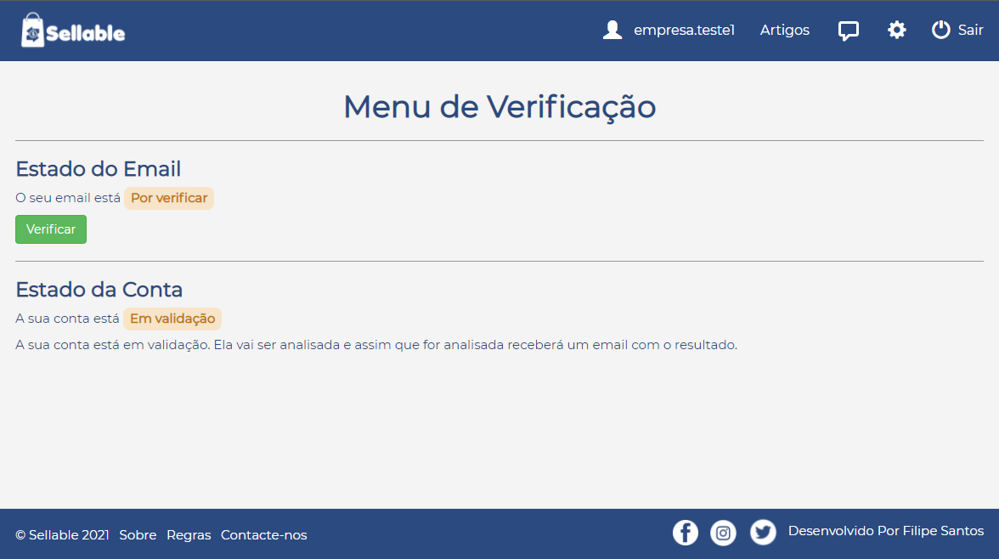 Sellable
empresa.teste1 Artigos Sair
Menu de Verificação
Estado do Email
O seu email está Por verificar
Verificar
Estado da Conta
A sua conta está Em validação
A sua conta está em validação. Ela vai ser analisada e assim que for analisada receberá um email com o resultado.
© Sellable 2021 Sobre Regras Contacte-nos
Desenvolvido Por Filipe Santos